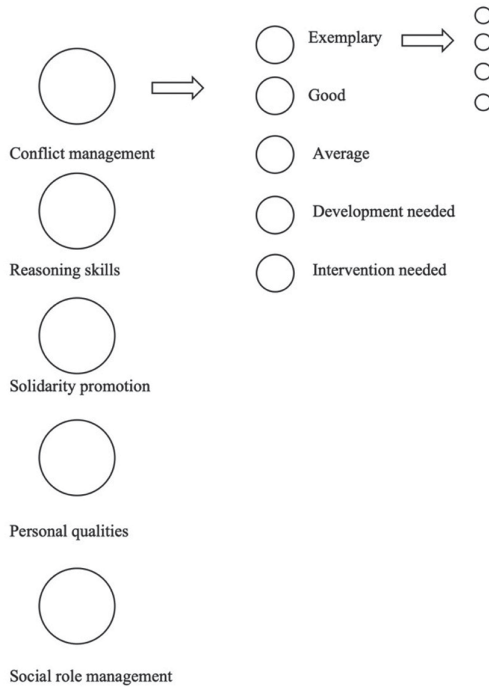 Exemplary
Good
Conflict management
Average
Reasoning skills
Development needed
Intervention needed
Solidarity promotion
Personal qualities
Social role management